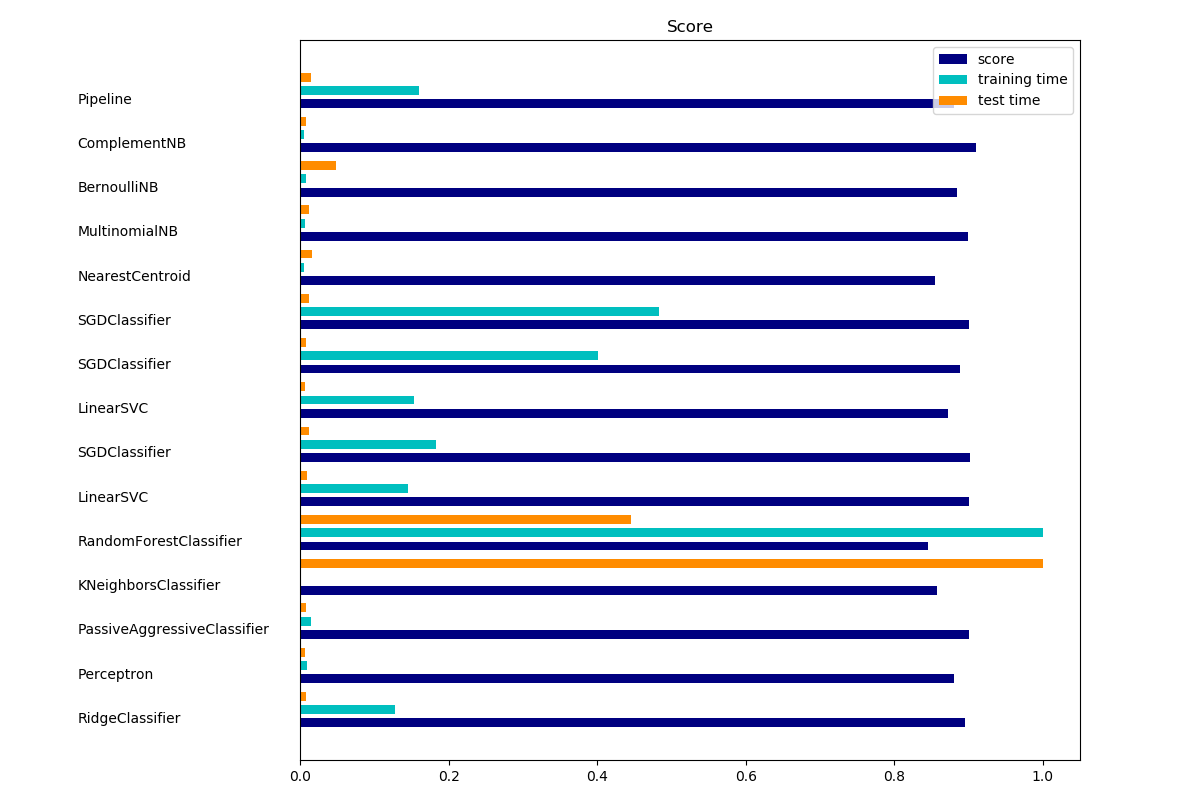 Score
score
training time
test time
Pipeline
ComplementNB
BernoulliNB
MultinomialNB
NearestCentroid
SGDClassifier
SGDClassifier
LinearSVC
SGDClassifier
LinearSVC
RandomForestClassifier
KNeighborsClassifier
PassiveAggressiveClassifier
Perceptron
RidgeClassifier
0.0 0.2 0.4 0.6 0.8 1.0